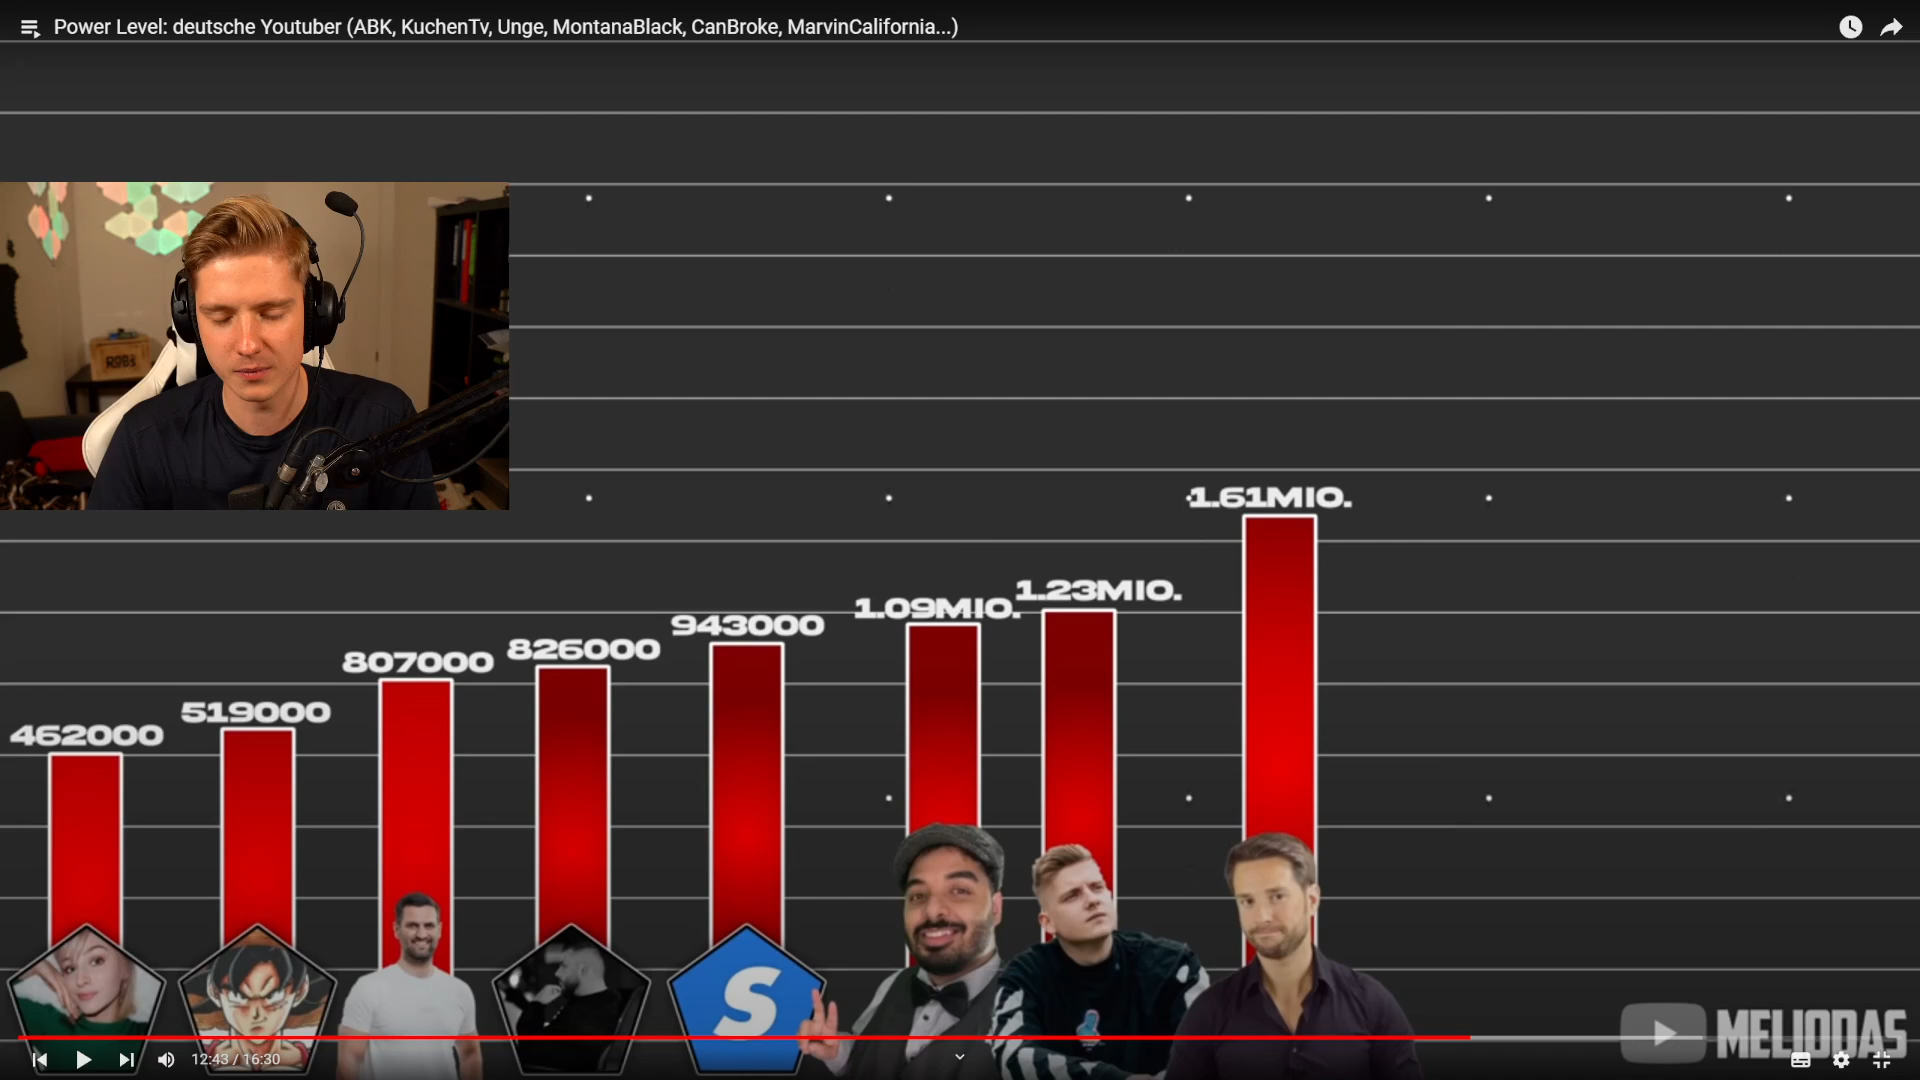 Power Level: deutsche Youtuber (ABK, KuchenTv, Unge, MontanaBlack, CanBroke, MarvinCalifornia...)
ROBS
1.61MIO.
1.23MIO.
1.09MIO.
943000
826000
807000
519000
462000
S
MELIODAS
12:43 / 16:30